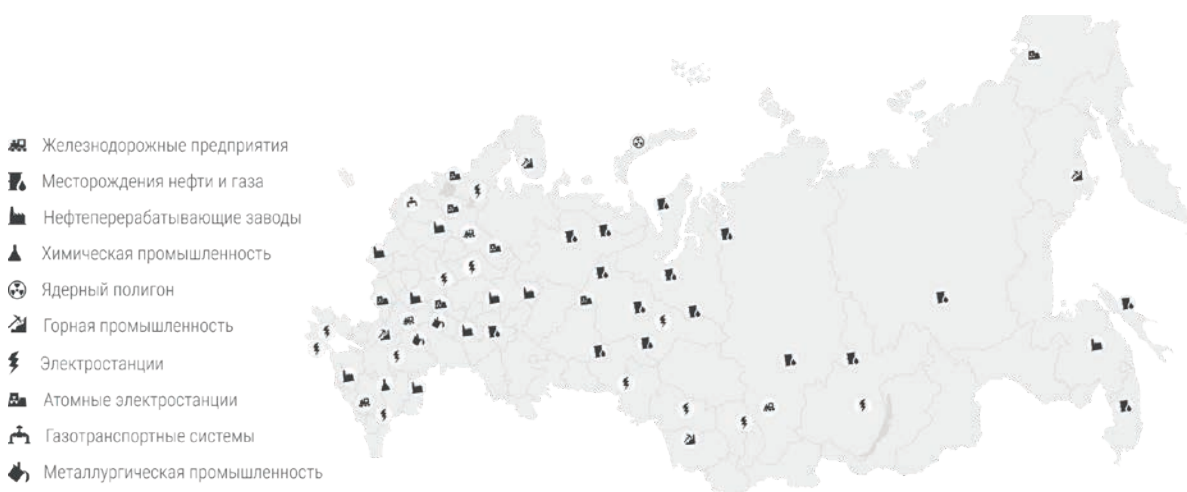 Железнодорожные предприятия
Месторождения нефти и газа
Нефтеперерабатывающие заводы
Химическая промышленность
Ядерный полигон
Горная промышленность
Электростанции
Атомные электростанции
Газотранспортные системы
Металлургическая промышленность